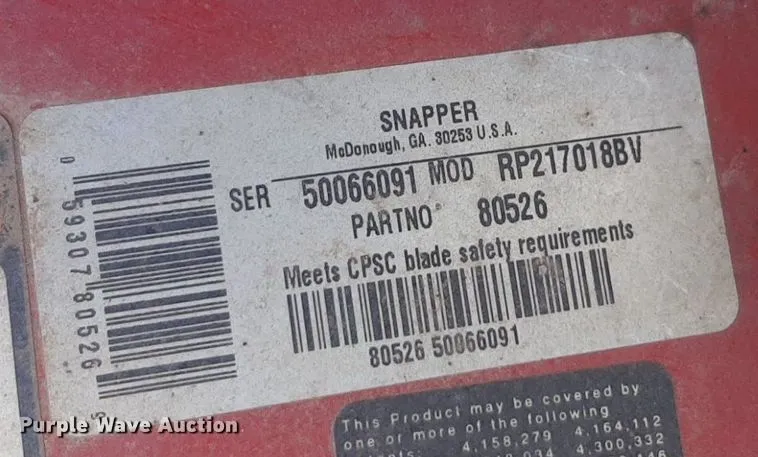 SNAPPER
McDonough, GA. 30253 U.S.A.
SER 50066091 MOD RP217018BV
PARTNO 80526
Meets CPSC blade safety requirements
80526 50066091
0 59307 80526 9
This Product may be covered by
one or more of the following
4,158,279 4,164,112
4,300,332
Purple Wave Auction.